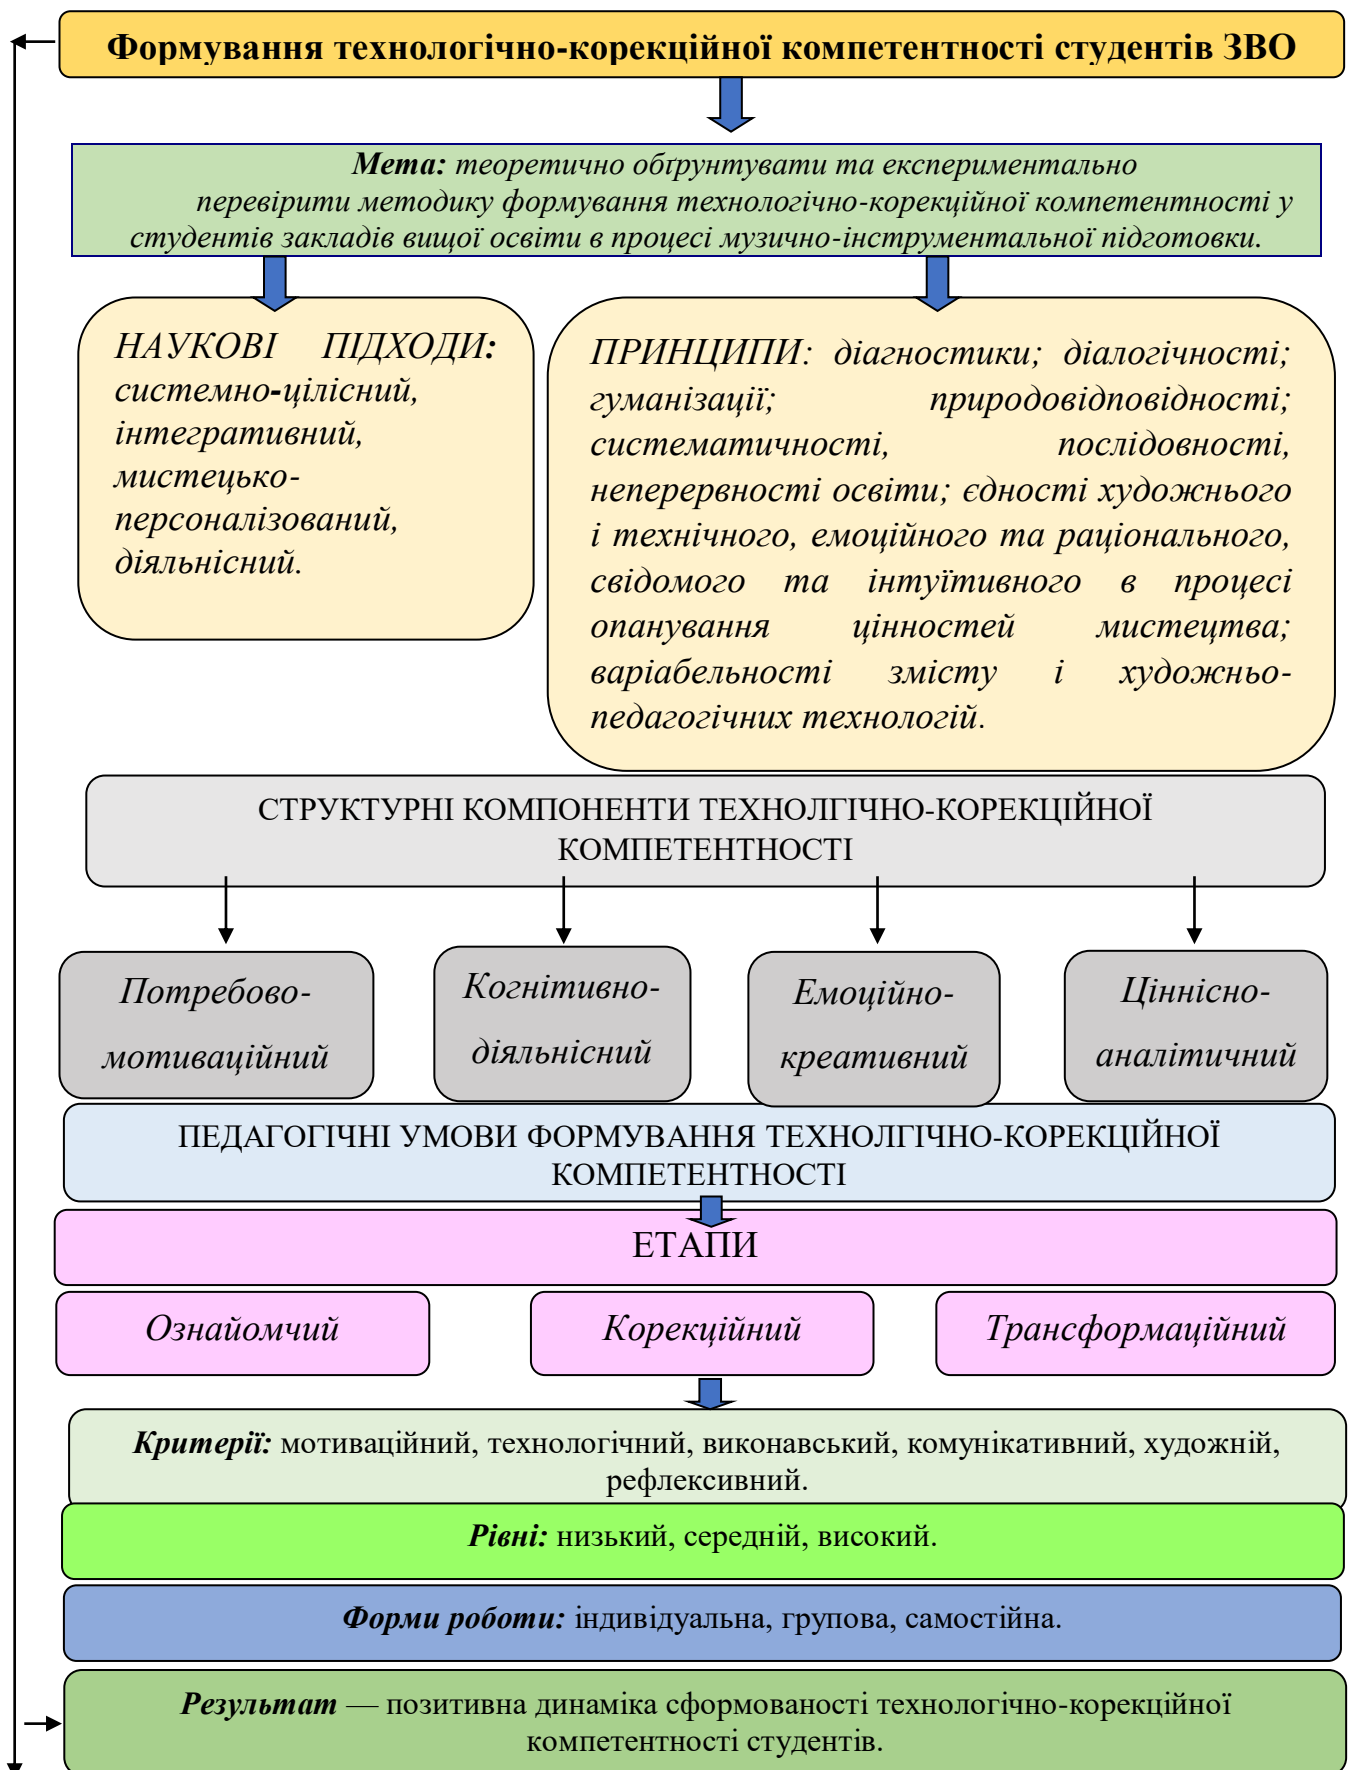 Формування технологічно-корекційної компетентності студентів ЗВО
Мета: теоретично обґрунтувати та експериментально
перевірити методику формування технологічно-корекційної компетентності у
студентів закладів вищої освіти в процесі музично-інструментальної підготовки.
НАУКОВІ ПІДХОДИ:
системно-цілісний,
інтегративний,
мистецько-
персоналізований,
діяльнісний.
ПРИНЦИПИ: діагностики; діалогічності;
гуманізації; природовідповідності;
систематичності, послідовності,
неперервності освіти; єдності художнього
і технічного, емоційного та раціонального,
свідомого та інтуїтивного в процесі
опанування цінностей мистецтва;
варіабельності змісту і художньо-
педагогічних технологій.
СТРУКТУРНІ КОМПОНЕНТИ ТЕХНОЛГІЧНО-КОРЕКЦІЙНОЇ
КОМПЕТЕНТНОСТІ
Потребово-
мотиваційний
Когнітивно-
діяльнісний
Емоційно-
креативний
Ціннісно-
аналітичний
ПЕДАГОГІЧНІ УМОВИ ФОРМУВАННЯ ТЕХНОЛГІЧНО-КОРЕКЦІЙНОЇ
КОМПЕТЕНТНОСТІ
ЕТАПИ
Ознайомчий
Корекційний
Трансформаційний
Критерії: мотиваційний, технологічний, виконавський, комунікативний, художній,
рефлексивний.
Рівні: низький, середній, високий.
Форми роботи: індивідуальна, групова, самостійна.
Результат — позитивна динаміка сформованості технологічно-корекційної
компетентності студентів.